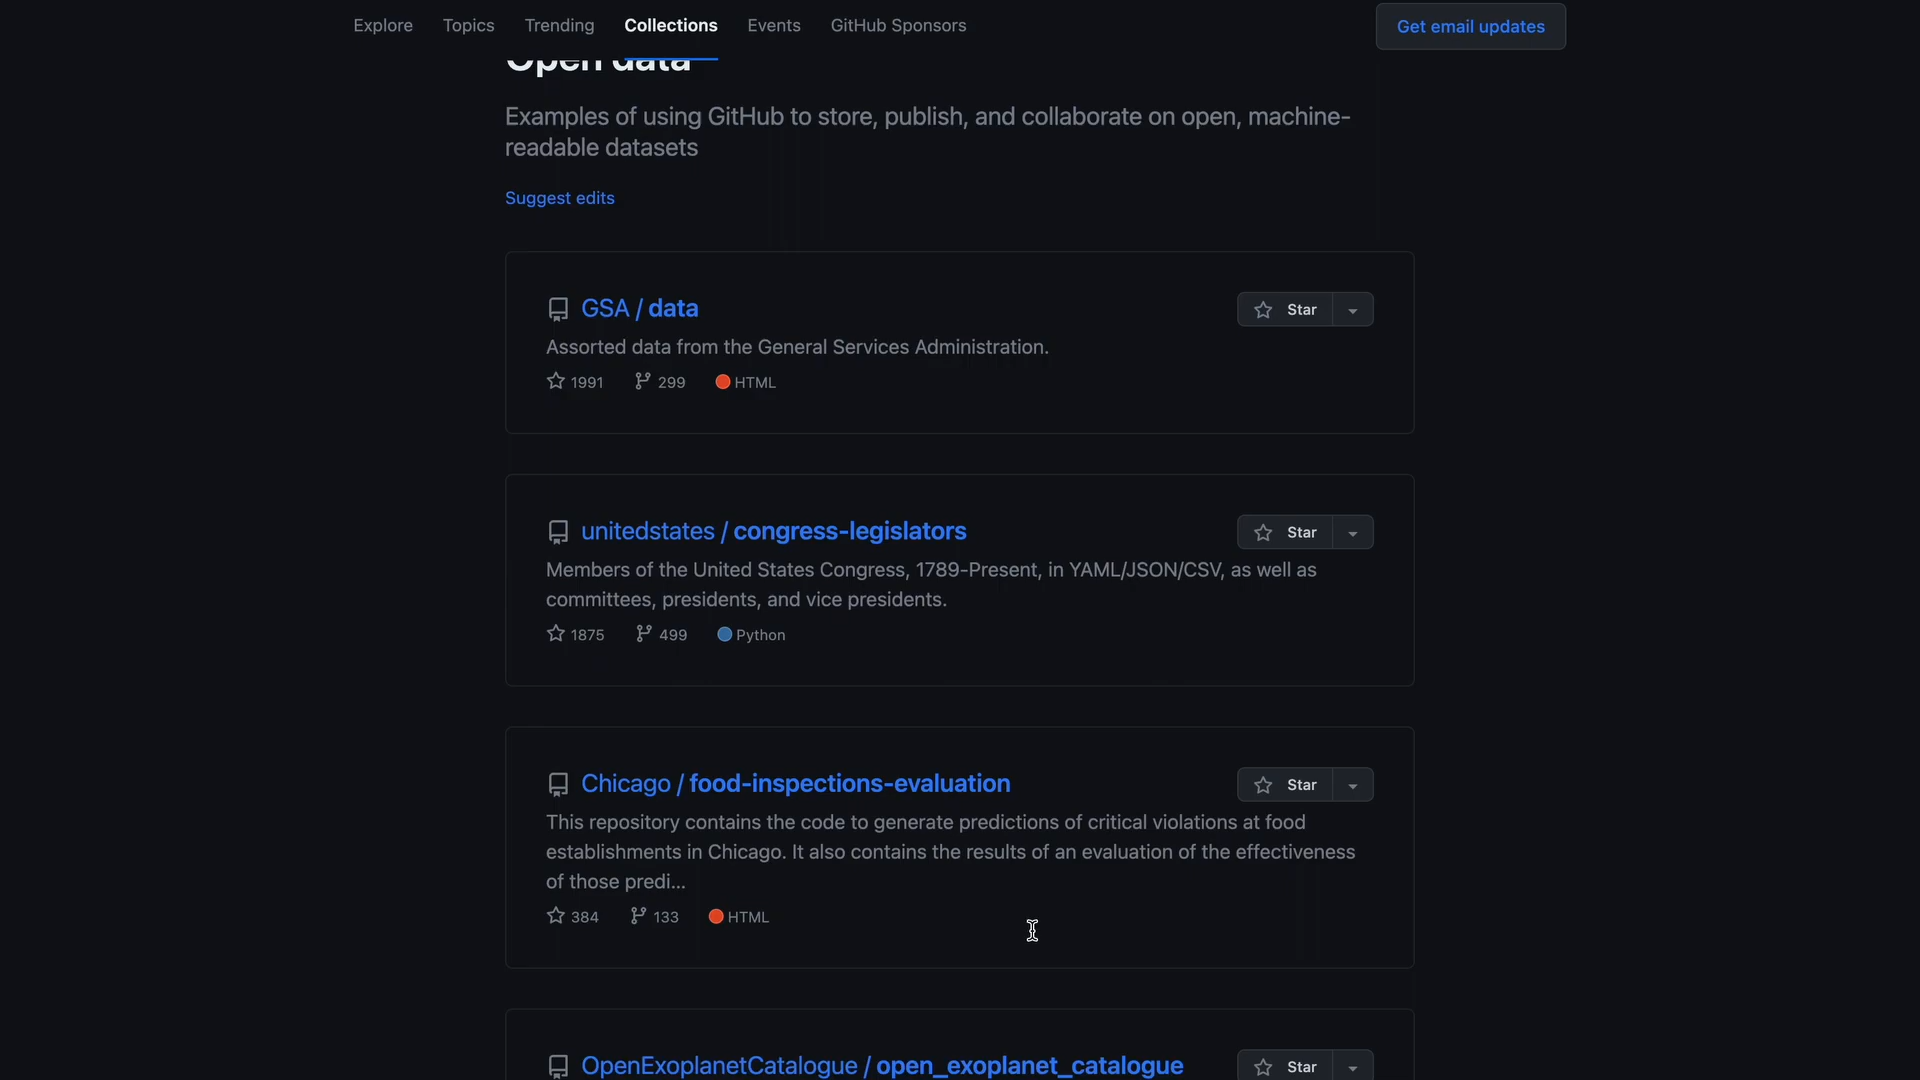 Explore Topics Trending Collections Events GitHub Sponsors Get email updates
Open data
Examples of using GitHub to store, publish, and collaborate on open, machine-
readable datasets
Suggest edits
GSA / data Star
Assorted data from the General Services Administration.
1991 299 HTML
unitedstates / congress-legislators Star
Members of the United States Congress, 1789-Present, in YAML/JSON/CSV, as well as
committees, presidents, and vice presidents.
1875 499 Python
Chicago / food-inspections-evaluation Star
This repository contains the code to generate predictions of critical violations at food
establishments in Chicago. It also contains the results of an evaluation of the effectiveness
of those predi...
384 133 HTML
OpenExoplanetCatalogue / open_exoplanet_catalogue Star